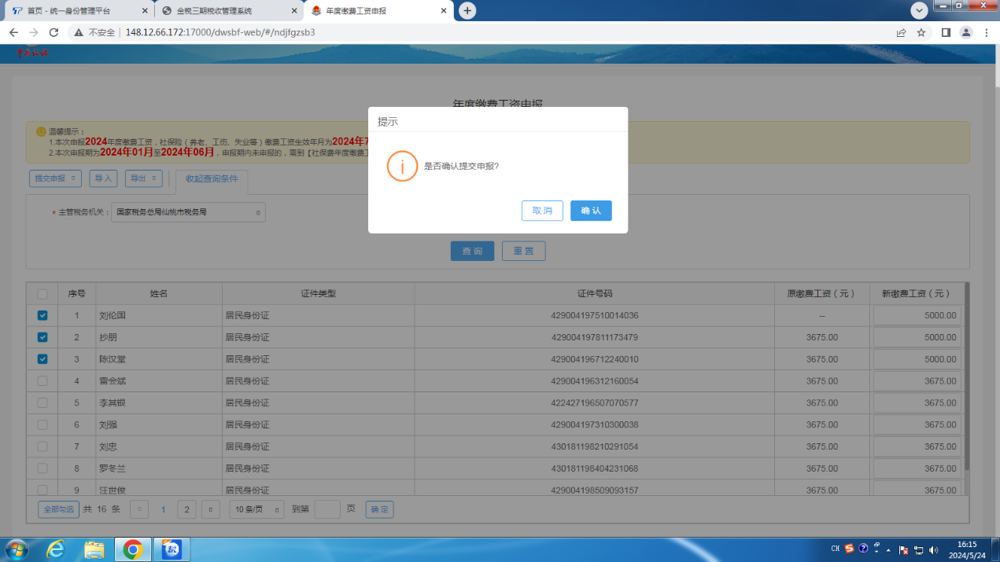 首页 - 统一身份管理平台
金税三期税收管理系统
年度缴费工资申报
不安全 148.12.66.172:17000/dwsbf-web/#/ndjfgzsb3
年度缴费工资申报
温馨提示：
1.本次申报2024年度缴费工资，社保险（养老、工伤、失业等）缴费工资生效年月为2024年7
2.本次申报期为2024年01月至2024年06月，申报期内未申报的，需到【社保费年度缴费工
提示
是否确认提交申报?
取 消 确 认
提交申报 导 入 导出 收起查询条件
* 主管税务机关： 国家税务总局仙桃市税务局
查 询 重 置
序号 姓名 证件类型 证件号码 原缴费工资（元） 新缴费工资（元）
1 刘伦国 居民身份证 429004197510014036 -- 5000.00
2 抄朋 居民身份证 429004197811173479 3675.00 5000.00
3 陈汉堂 居民身份证 429004196712240010 3675.00 5000.00
4 雷会斌 居民身份证 429004196312160054 3675.00 3675.00
5 李其银 居民身份证 422427196507070577 3675.00 3675.00
6 刘强 居民身份证 429004197310300038 3675.00 3675.00
7 刘忠 居民身份证 430181198210291054 3675.00 3675.00
8 罗冬兰 居民身份证 430181198404231068 3675.00 3675.00
9 汪世俊 居民身份证 429004198509093157 3675.00 3675.00
全部勾选 共 16 条 1 2 10 条/页 到第 页 确 定
CH
16:15
2024/5/24